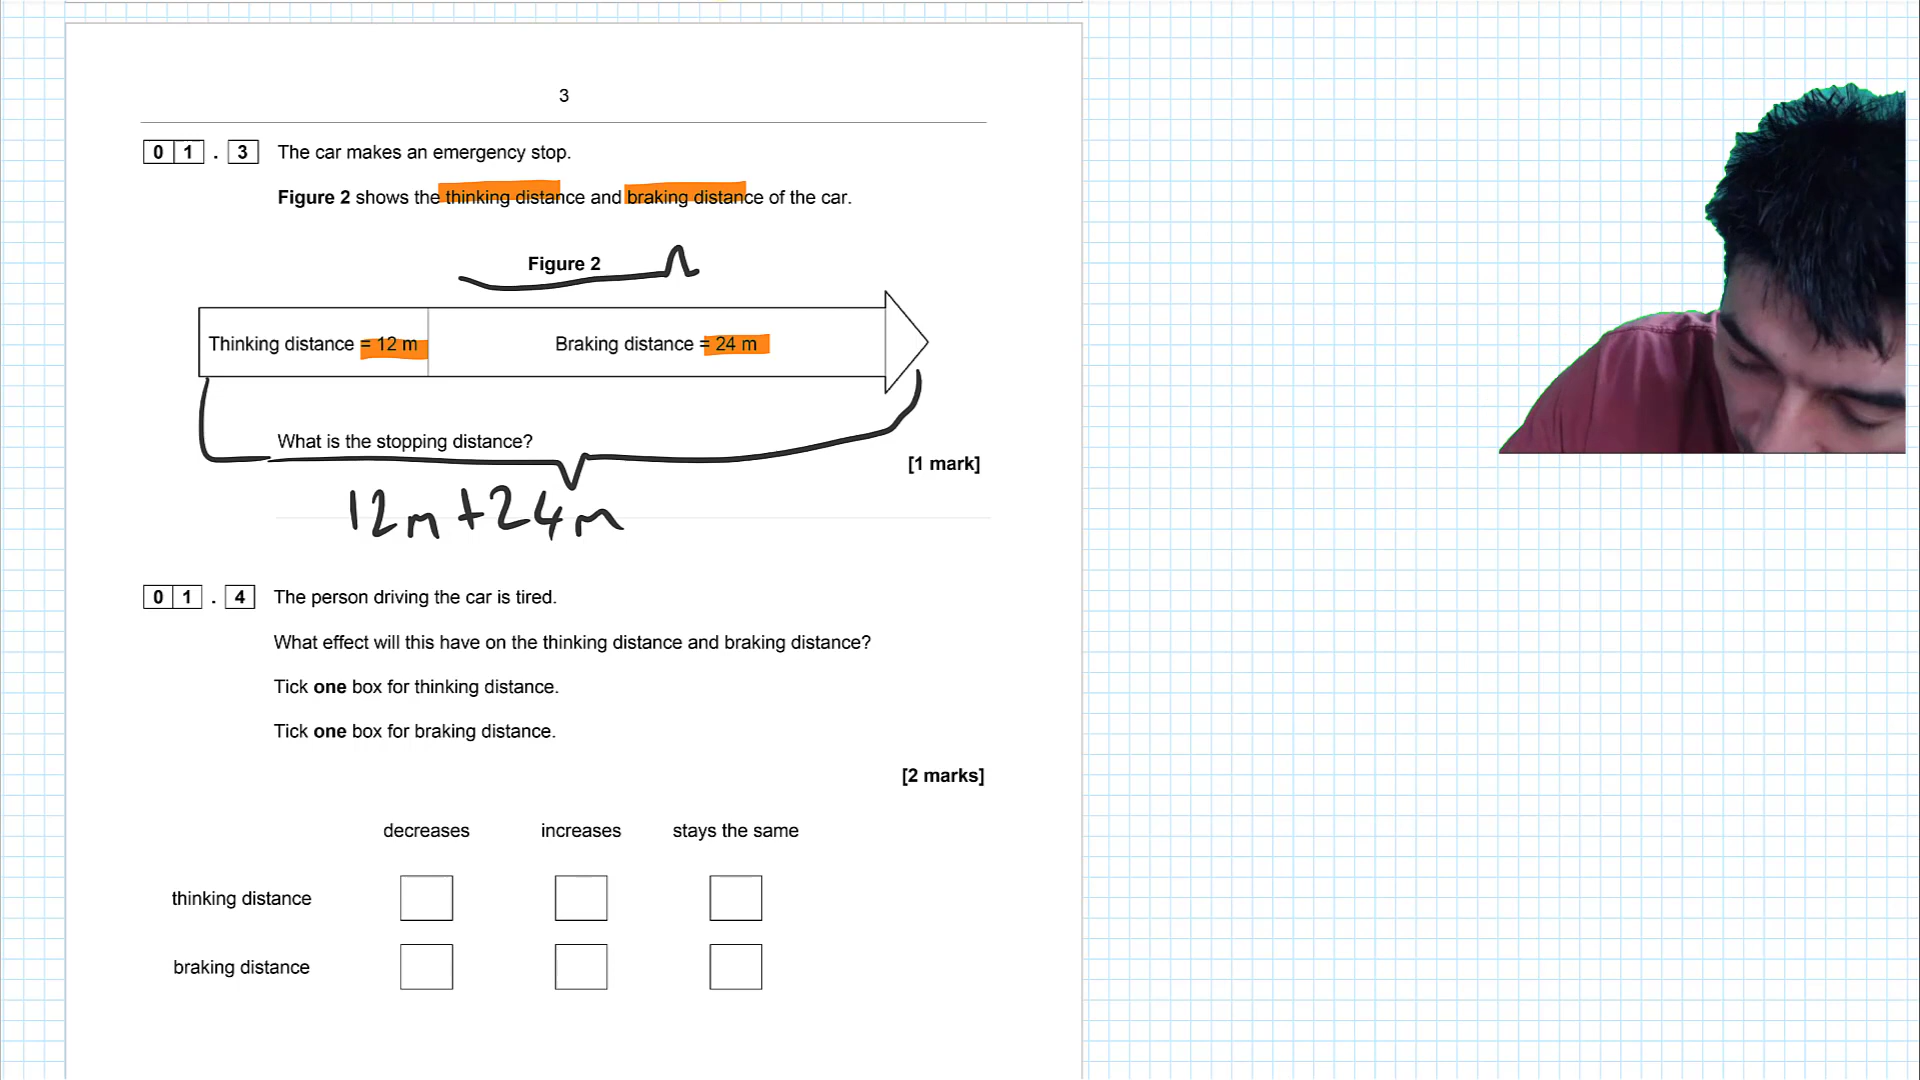 3
01.3 The car makes an emergency stop.
Figure 2 shows the thinking distance and braking distance of the car.
Figure 2
Thinking distance = 12 m Braking distance = 24 m
What is the stopping distance?
[1 mark]
12m + 24m
01.4 The person driving the car is tired.
What effect will this have on the thinking distance and braking distance?
Tick one box for thinking distance.
Tick one box for braking distance.
[2 marks]
decreases increases stays the same
thinking distance
braking distance